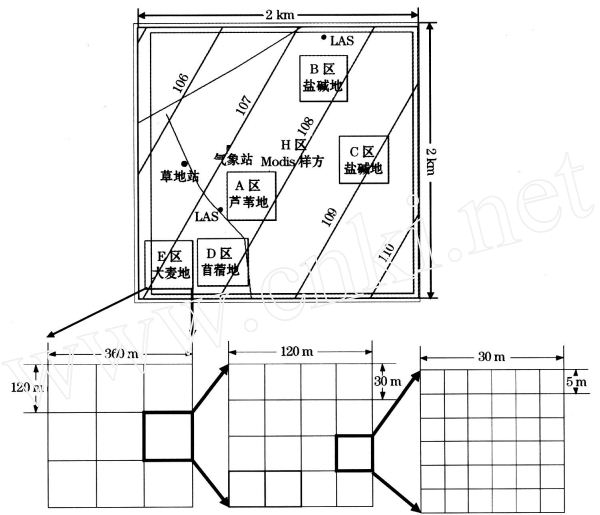 2 km
LAS
B 区
盐碱地
106
107
108
H 区
Modis 样方
气象站
草地站
C 区
盐碱地
2 km
A 区
芦苇地
LAS
109
110
E 区
大麦地
D 区
苜蓿地
360 m
120 m
30 m
120 m
30 m
5 m
www.cnki.net